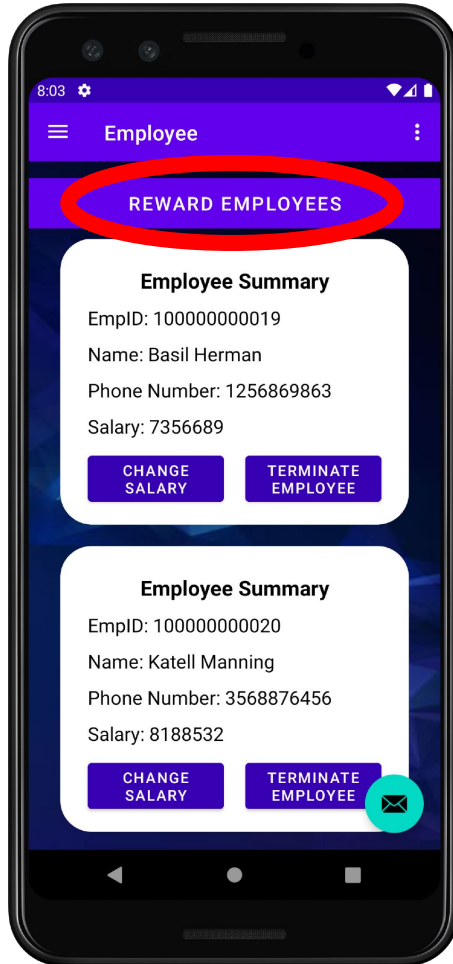 8:03
Employee
REWARD EMPLOYEES
Employee Summary
EmpID: 100000000019
Name: Basil Herman
Phone Number: 1256869863
Salary: 7356689
CHANGE TERMINATE
SALARY EMPLOYEE
Employee Summary
EmpID: 100000000020
Name: Katell Manning
Phone Number: 3568876456
Salary: 8188532
CHANGE TERMINATE
SALARY EMPLOYEE